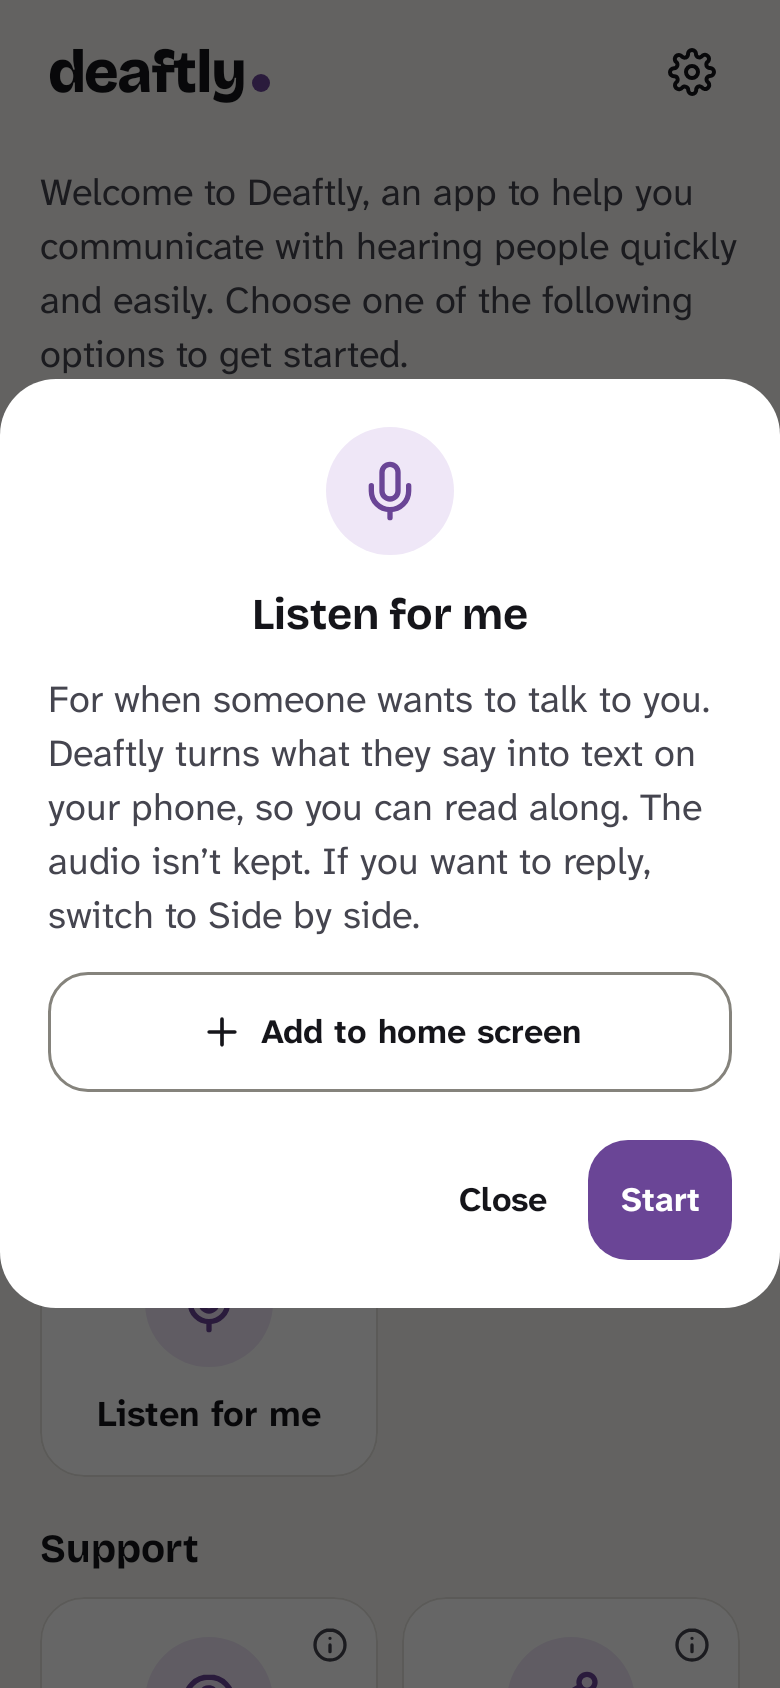 deaftly.
Welcome to Deaftly, an app to help you
communicate with hearing people quickly
and easily. Choose one of the following
options to get started.
Listen for me
For when someone wants to talk to you.
Deaftly turns what they say into text on
your phone, so you can read along. The
audio isn’t kept. If you want to reply,
switch to Side by side.
Add to home screen
Close
Start
Listen for me
Support